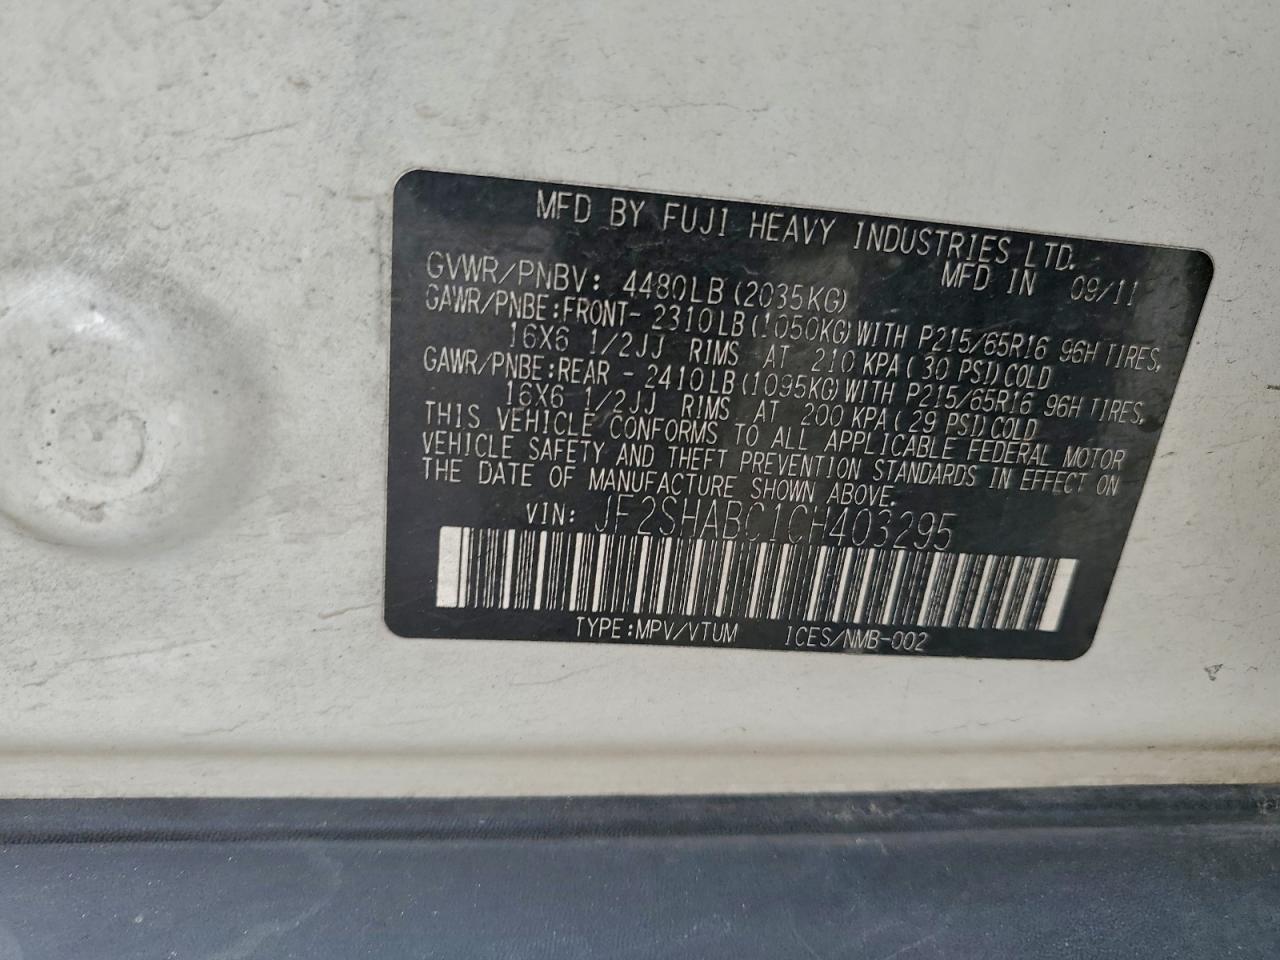 MFD BY FUJI HEAVY INDUSTRIES LTD.
MFD IN 09/11
GVWR/PNBV: 4480LB(2035KG)
GAWR/PNBE:FRONT- 2310LB(1050KG)WITH P215/65R16 96H TIRES,
16X6 1/2JJ RIMS AT 210 KPA( 30 PSI)COLD
GAWR/PNBE:REAR - 2410LB(1095KG)WITH P215/65R16 96H TIRES,
16X6 1/2JJ RIMS AT 200 KPA( 29 PSI)COLD
THIS VEHICLE CONFORMS TO ALL APPLICABLE FEDERAL MOTOR
VEHICLE SAFETY AND THEFT PREVENTION STANDARDS IN EFFECT ON
THE DATE OF MANUFACTURE SHOWN ABOVE.
VIN: JF2SHABC1CH403295
TYPE:MPV/VTUM ICES/NMB-002